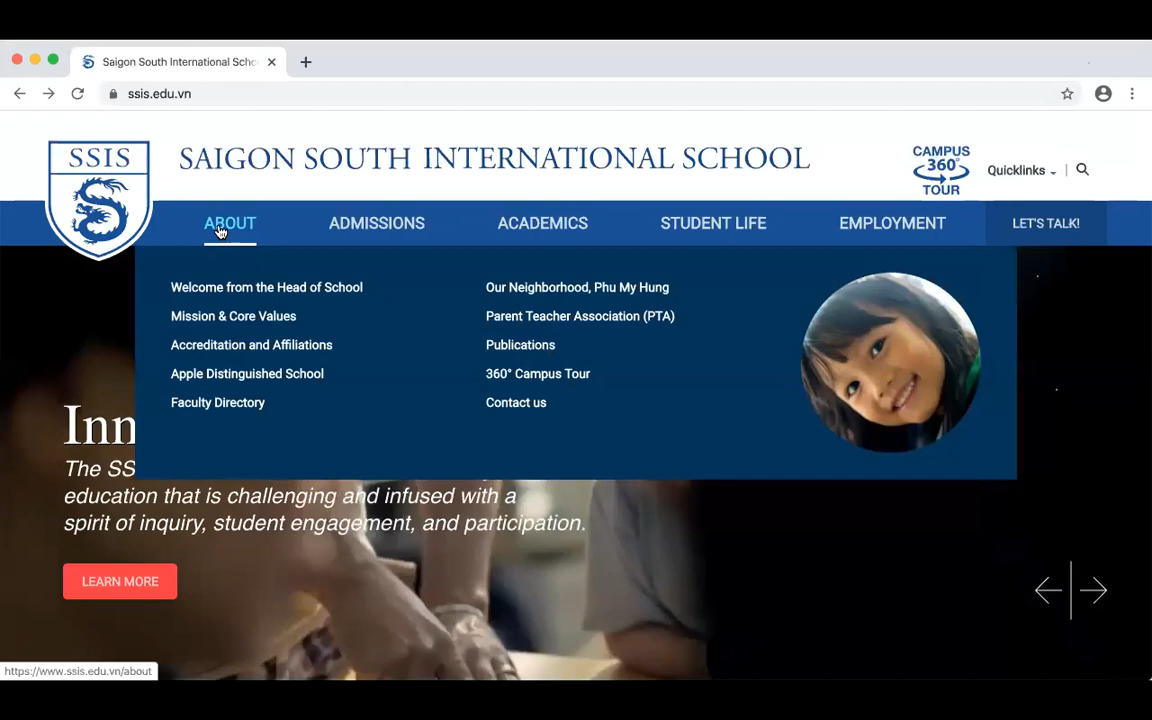 Saigon South International Scho
ssis.edu.vn
SSIS
SAIGON SOUTH INTERNATIONAL SCHOOL
CAMPUS
360°
TOUR
Quicklinks
ABOUT
ADMISSIONS
ACADEMICS
STUDENT LIFE
EMPLOYMENT
LET'S TALK!
Welcome from the Head of School
Mission & Core Values
Accreditation and Affiliations
Apple Distinguished School
Faculty Directory
Our Neighborhood, Phu My Hung
Parent Teacher Association (PTA)
Publications
360° Campus Tour
Contact us
Inn
The SS
education that is challenging and infused with a
spirit of inquiry, student engagement, and participation.
LEARN MORE
https://www.ssis.edu.vn/about